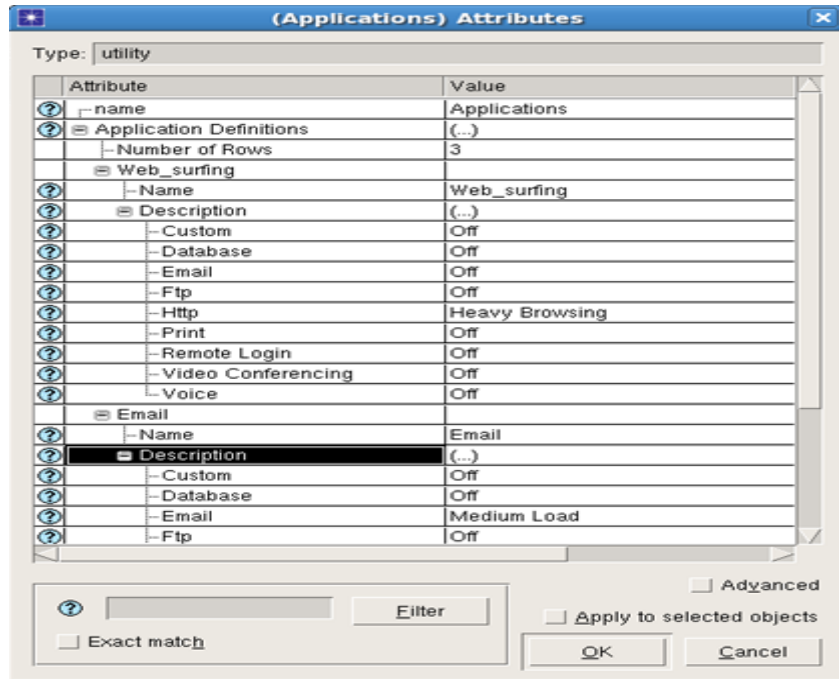 (Applications) Attributes
Type: utility
Attribute Value
name Applications
Application Definitions (...)
Number of Rows 3
Web_surfing
Name Web_surfing
Description (...)
Custom Off
Database Off
Email Off
Ftp Off
Http Heavy Browsing
Print Off
Remote Login Off
Video Conferencing Off
Voice Off
Email
Name Email
Description (...)
Custom Off
Database Off
Email Medium Load
Ftp Off
Advanced
Filter
Apply to selected objects
Exact match
OK Cancel